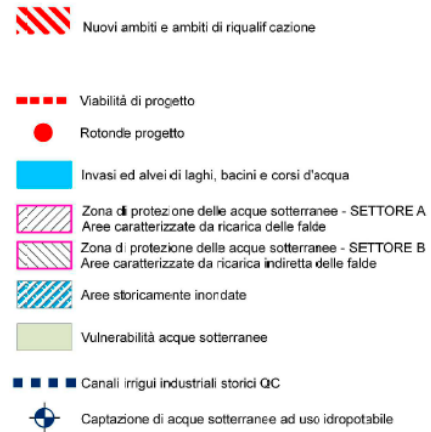 Nuovi ambiti e ambiti di riqualificazione
Viabilità di progetto
Rotonde progetto
Invasi ed alvei di laghi, bacini e corsi d'acqua
Zona di protezione delle acque sotterranee - SETTORE A
Aree caratterizzate da ricarica delle falde
Zona di protezione delle acque sotterranee - SETTORE B
Aree caratterizzate da ricarica indiretta delle falde
Aree storicamente inondate
Vulnerabilità acque sotterranee
Canali irrigui industriali storici QC
Captazione di acque sotterranee ad uso idropotabile